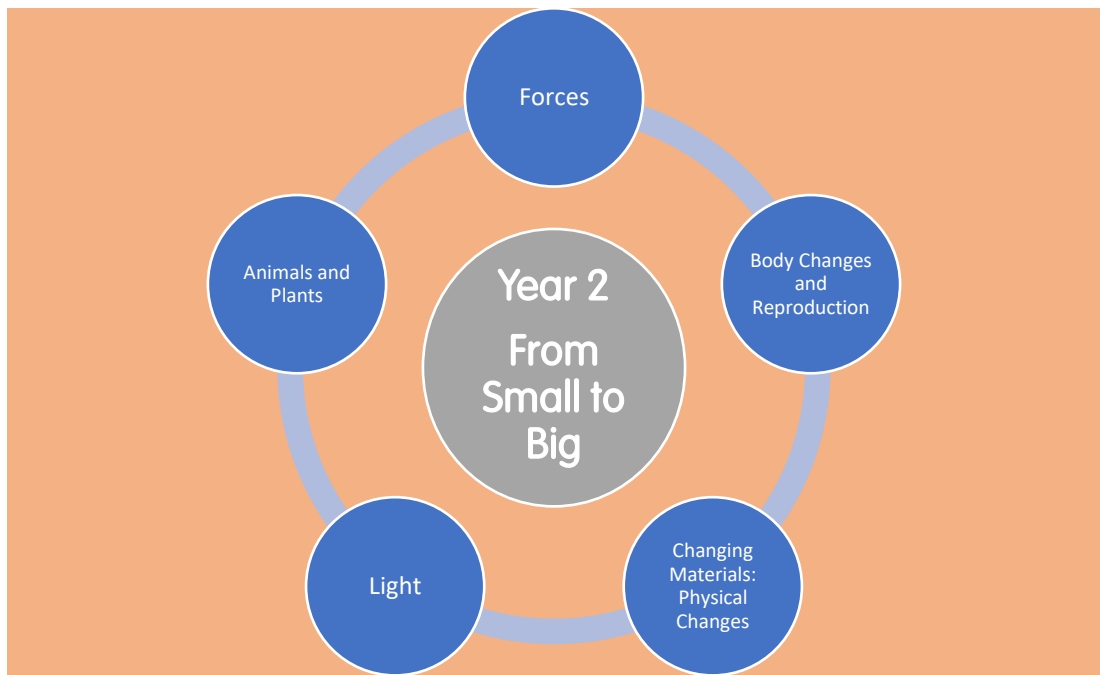 Forces
Body Changes
and
Reproduction
Changing
Materials:
Physical
Changes
Light
Animals and
Plants
Year 2
From
Small to
Big